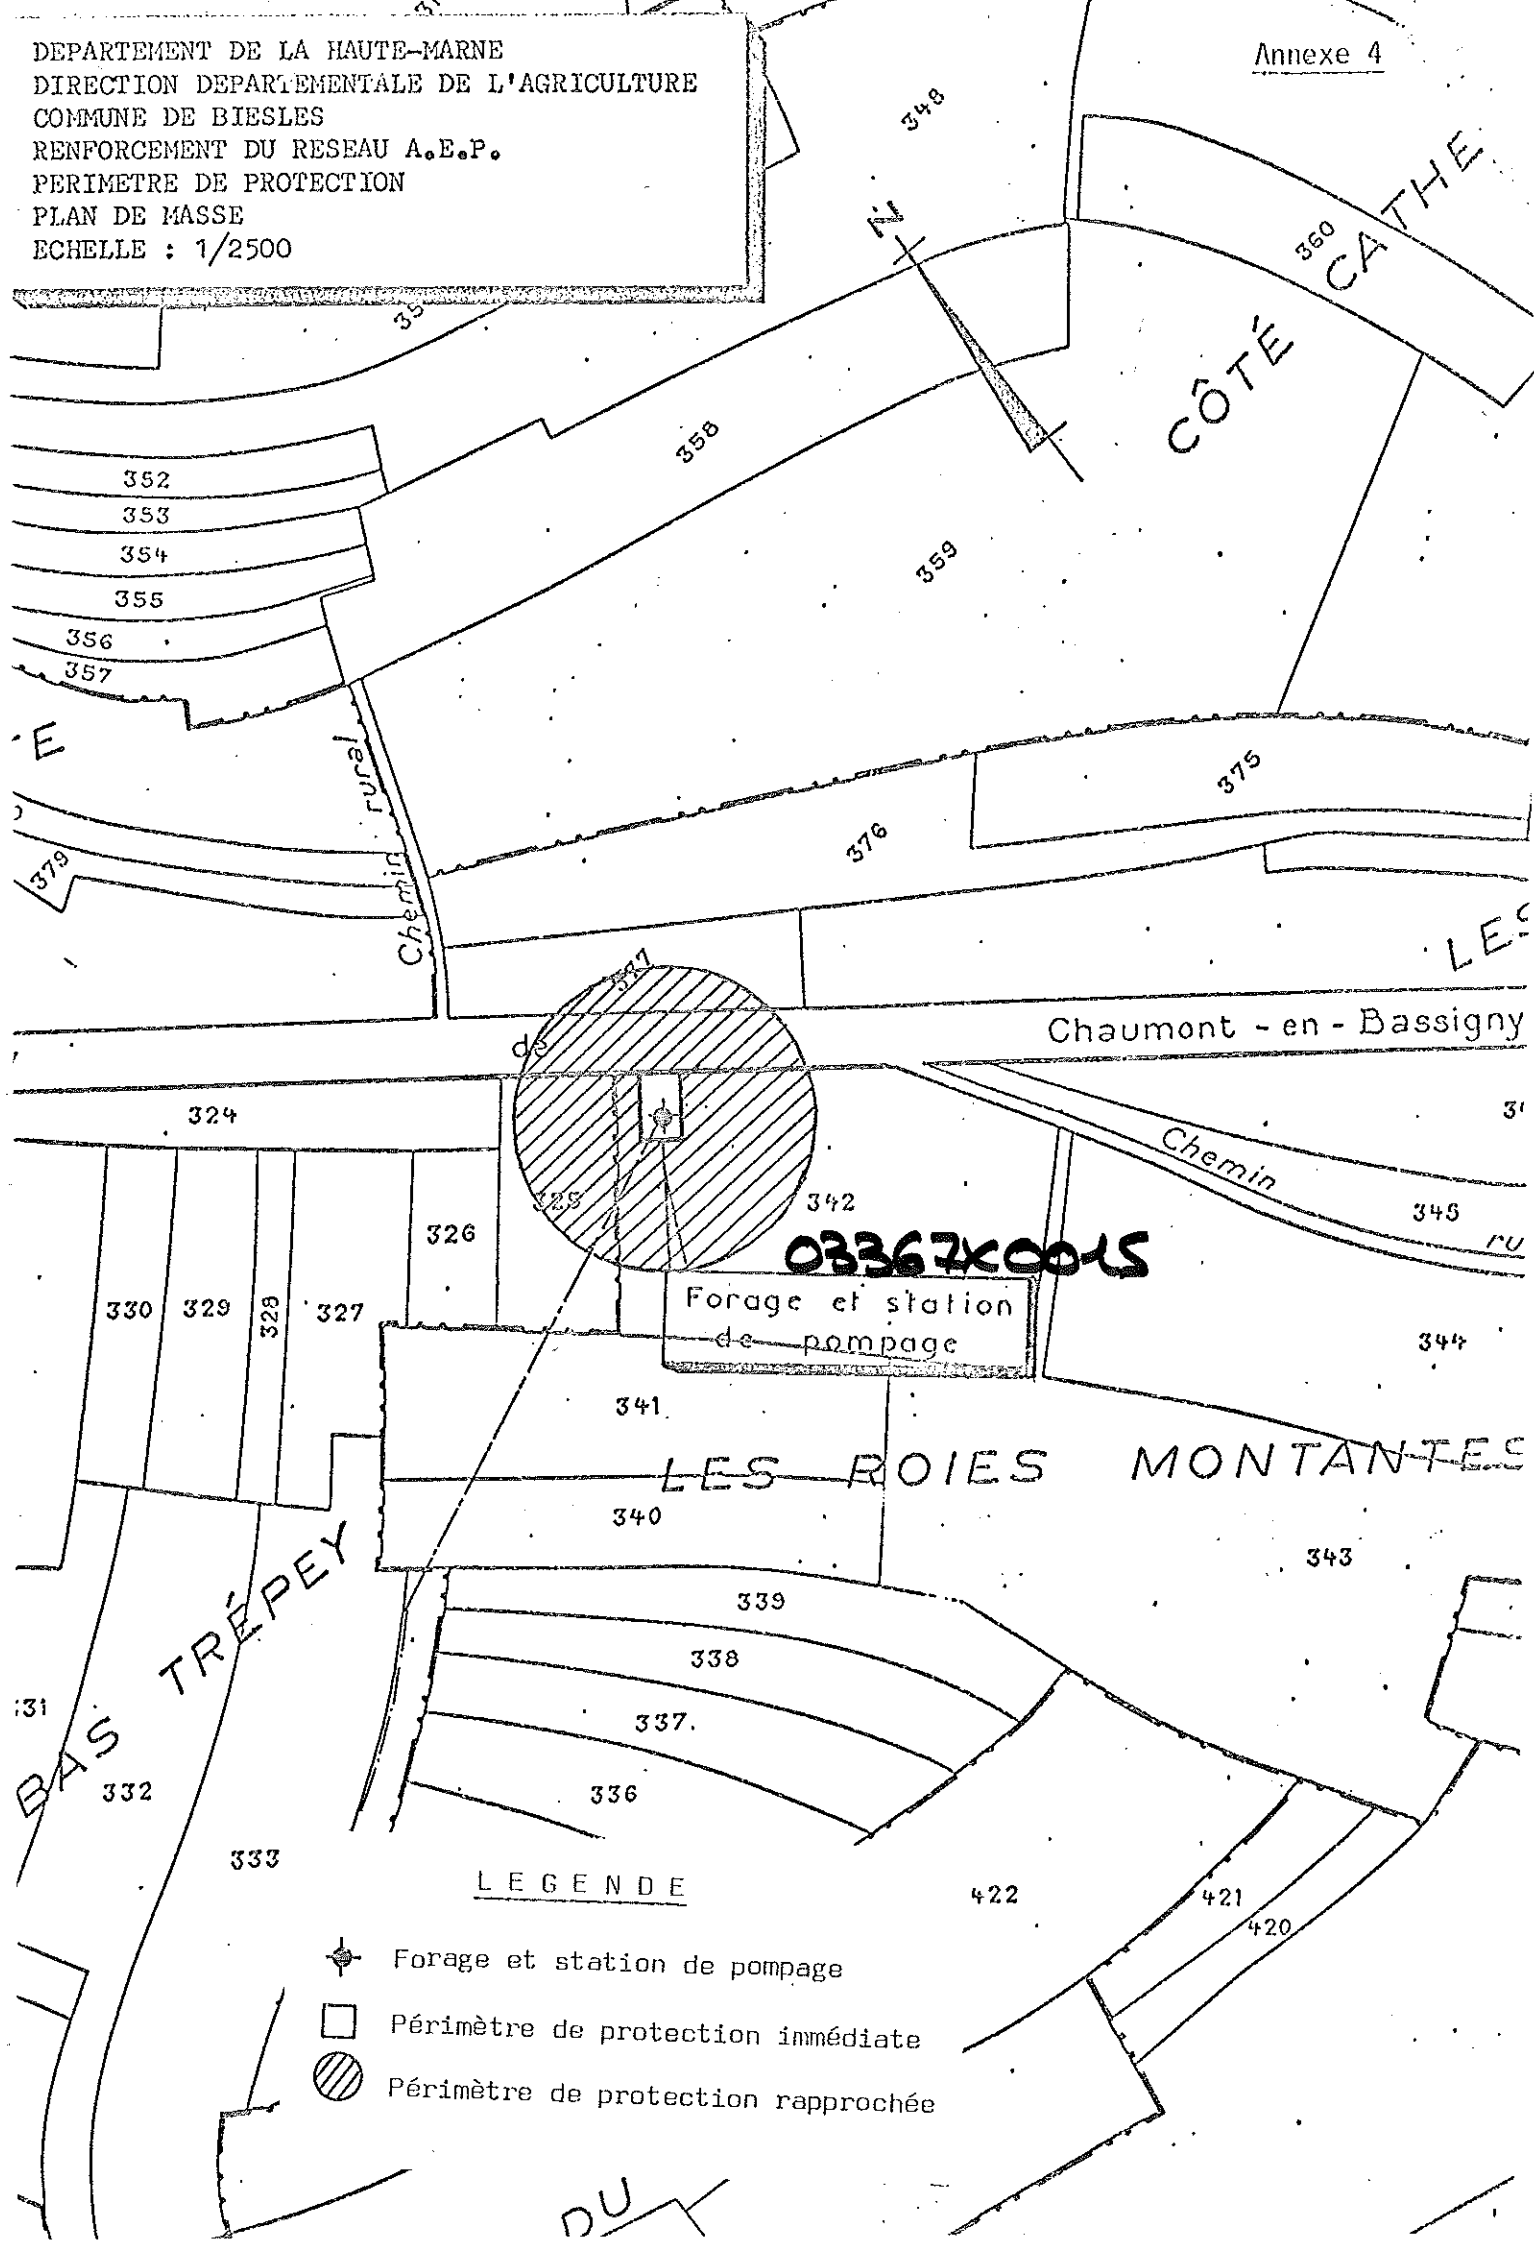 DEPARTEMENT DE LA HAUTE-MARNE
DIRECTION DEPARTEMENTALE DE L'AGRICULTURE
COMMUNE DE BIESLES
RENFORCEMENT DU RESEAU A.E.P.
PERIMETRE DE PROTECTION
PLAN DE MASSE
ECHELLE : 1/2500
Annexe 4
348
N
360
CÔTÉ CATHE
358
352
353
354
359
355
356
357
E
Chemin rural
375
376
379
LES
377
de
Chaumont - en - Bassigny
324
Chemin
325
342
345
ru
326
03367X0015
330
329
328
327
Forage et station
de pompage
344
341
LES ROIES MONTANTES
340
343
BAS TRÉPEY
339
338
331
337
332
336
333
LEGENDE
422
421
420
Forage et station de pompage
Périmètre de protection immédiate
Périmètre de protection rapprochée
DU